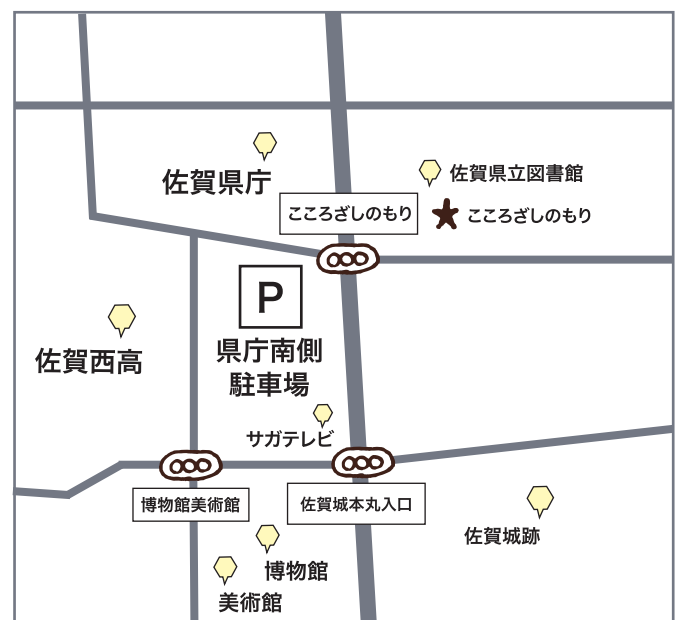 佐賀県庁
佐賀県立図書館
こころざしのもり
こころざしのもり
P
県庁南側
駐車場
佐賀西高
サガテレビ
博物館美術館
佐賀城本丸入口
佐賀城跡
博物館
美術館